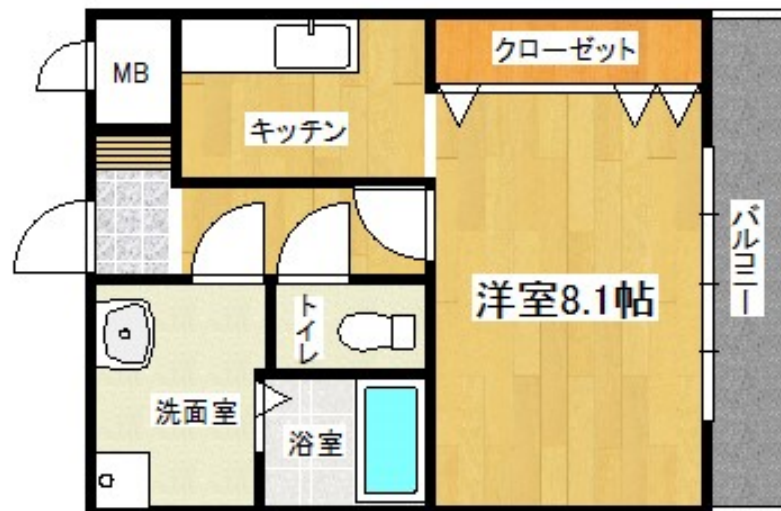 MB
クローゼット
キッチン
バルコニー
洋室8.1帖
トイレ
洗面室
浴室